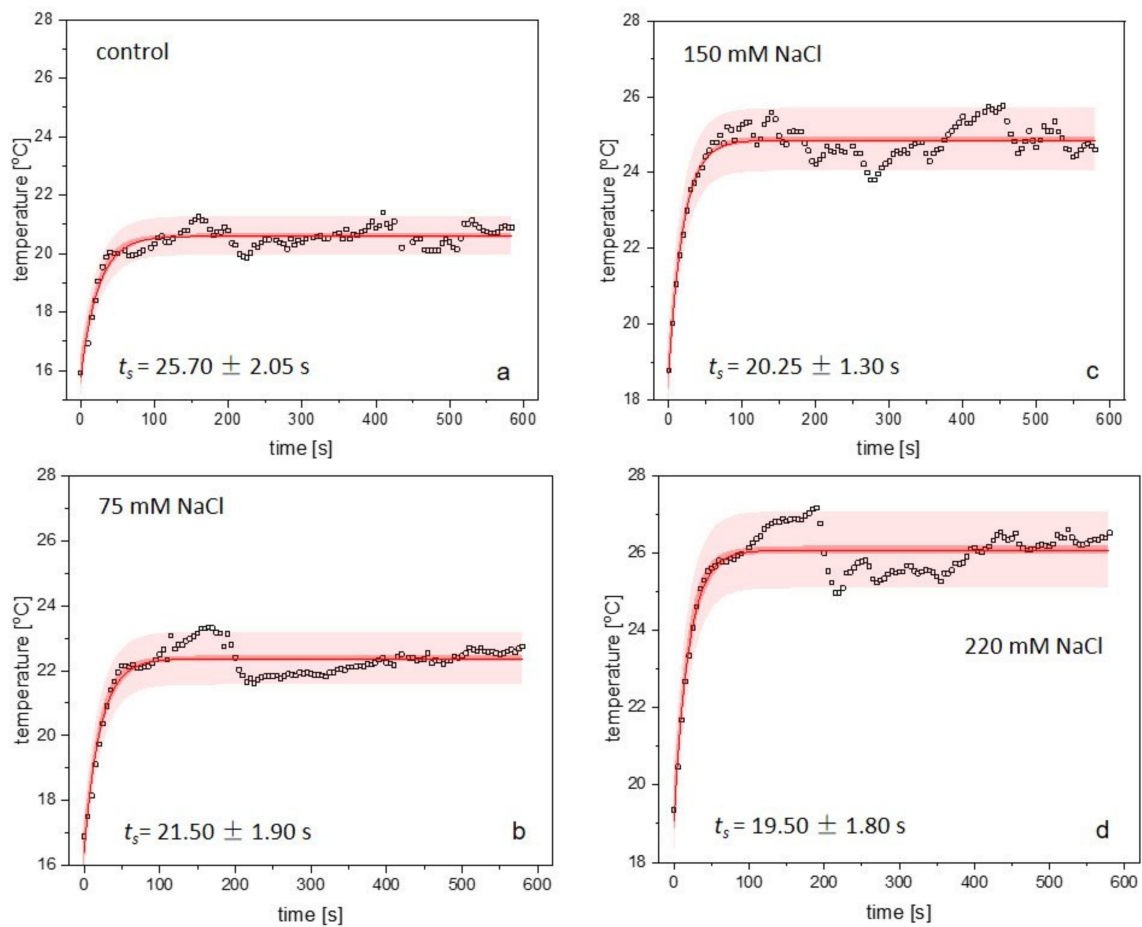 control
temperature [°C]
28
26
24
22
20
18
16
t_s = 25.70 ± 2.05 s
a
0 100 200 300 400 500 600
time [s]
150 mM NaCl
temperature [°C]
28
26
24
22
20
18
t_s = 20.25 ± 1.30 s
c
0 100 200 300 400 500 600
time [s]
75 mM NaCl
temperature [°C]
28
26
24
22
20
18
16
t_s = 21.50 ± 1.90 s
b
0 100 200 300 400 500 600
time [s]
temperature [°C]
28
26
24
22
20
18
220 mM NaCl
t_s = 19.50 ± 1.80 s
d
0 100 200 300 400 500 600
time [s]